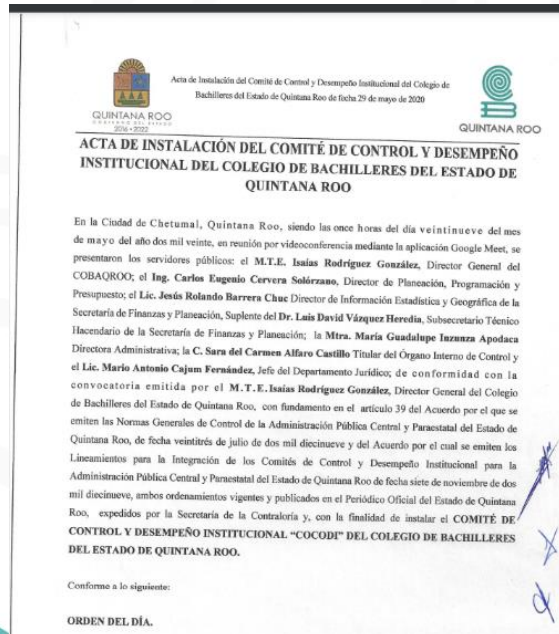 Acta de Instalación del Comité de Control y Desempeño Institucional del Colegio de
Bachilleres del Estado de Quintana Roo de fecha 29 de mayo de 2020
QUINTANA ROO
GOBIERNO DEL ESTADO
2016 • 2022
QUINTANA ROO
ACTA DE INSTALACIÓN DEL COMITÉ DE CONTROL Y DESEMPEÑO
INSTITUCIONAL DEL COLEGIO DE BACHILLERES DEL ESTADO DE
QUINTANA ROO
En la Ciudad de Chetumal, Quintana Roo, siendo las once horas del día veintinueve del mes
de mayo del año dos mil veinte, en reunión por videoconferencia mediante la aplicación Google Meet, se
presentaron los servidores públicos: el M.T.E. Isaías Rodríguez González, Director General del
COBAQROO; el Ing. Carlos Eugenio Cervera Solórzano, Director de Planeación, Programación y
Presupuesto; el Lic. Jesús Rolando Barrera Chuc Director de Información Estadística y Geográfica de la
Secretaría de Finanzas y Planeación, Suplente del Dr. Luis David Vázquez Heredia, Subsecretario Técnico
Hacendario de la Secretaría de Finanzas y Planeación; la Mtra. María Guadalupe Inzunza Apodaca
Directora Administrativa; la C. Sara del Carmen Alfaro Castillo Titular del Órgano Interno de Control y
el Lic. Mario Antonio Cajum Fernández, Jefe del Departamento Jurídico; de conformidad con la
convocatoria emitida por el M.T.E. Isaías Rodríguez González, Director General del Colegio
de Bachilleres del Estado de Quintana Roo, con fundamento en el artículo 39 del Acuerdo por el que se
emiten las Normas Generales de Control de la Administración Pública Central y Paraestatal del Estado de
Quintana Roo, de fecha veintitrés de julio de dos mil diecinueve y del Acuerdo por el cual se emiten los
Lineamientos para la Integración de los Comités de Control y Desempeño Institucional para la
Administración Pública Central y Paraestatal del Estado de Quintana Roo de fecha siete de noviembre de dos
mil diecinueve, ambos ordenamientos vigentes y publicados en el Periódico Oficial del Estado de Quintana
Roo, expedidos por la Secretaría de la Contraloría y, con la finalidad de instalar el COMITÉ DE
CONTROL Y DESEMPEÑO INSTITUCIONAL "COCODI" DEL COLEGIO DE BACHILLERES
DEL ESTADO DE QUINTANA ROO.
Conforme a lo siguiente:
ORDEN DEL DÍA.